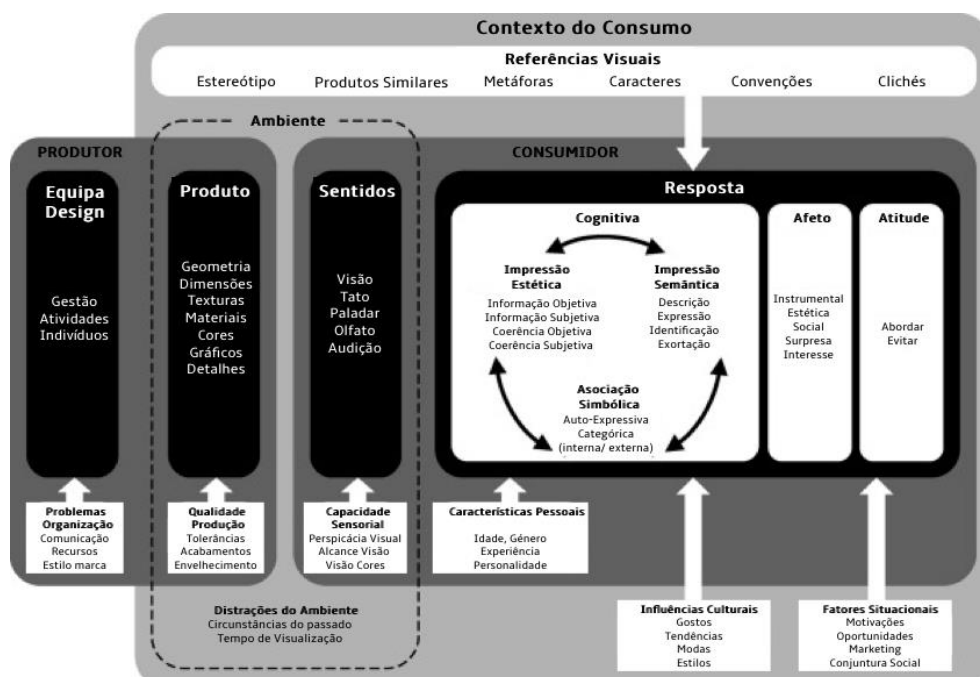 Contexto do Consumo
Referências Visuais
Estereótipo Produtos Similares Metáforas Caracteres Convenções Clichés
Ambiente
PRODUTOR
CONSUMIDOR
Equipa
Design
Gestão
Atividades
Indivíduos
Produto
Geometria
Dimensões
Texturas
Materiais
Cores
Gráficos
Detalhes
Sentidos
Visão
Tato
Paladar
Olfato
Audição
Resposta
Cognitiva
Impressão
Estética
Informação Objetiva
Informação Subjetiva
Coerência Objetiva
Coerência Subjetiva
Impressão
Semântica
Descrição
Expressão
Identificação
Exortação
Asociação
Simbólica
Auto-Expressiva
Categórica
(interna/ externa)
Afeto
Instrumental
Estética
Social
Surpresa
Interesse
Atitude
Abordar
Evitar
Problemas
Organização
Comunicação
Recursos
Estilo marca
Qualidade
Produção
Tolerâncias
Acabamentos
Envelhecimento
Capacidade
Sensorial
Perspicácia Visual
Alcance Visão
Visão Cores
Características Pessoais
Idade, Género
Experiência
Personalidade
Distrações do Ambiente
Circunstâncias do passado
Tempo de Visualização
Influências Culturais
Gostos
Tendências
Modas
Estilos
Fatores Situacionais
Motivações
Oportunidades
Marketing
Conjuntura Social